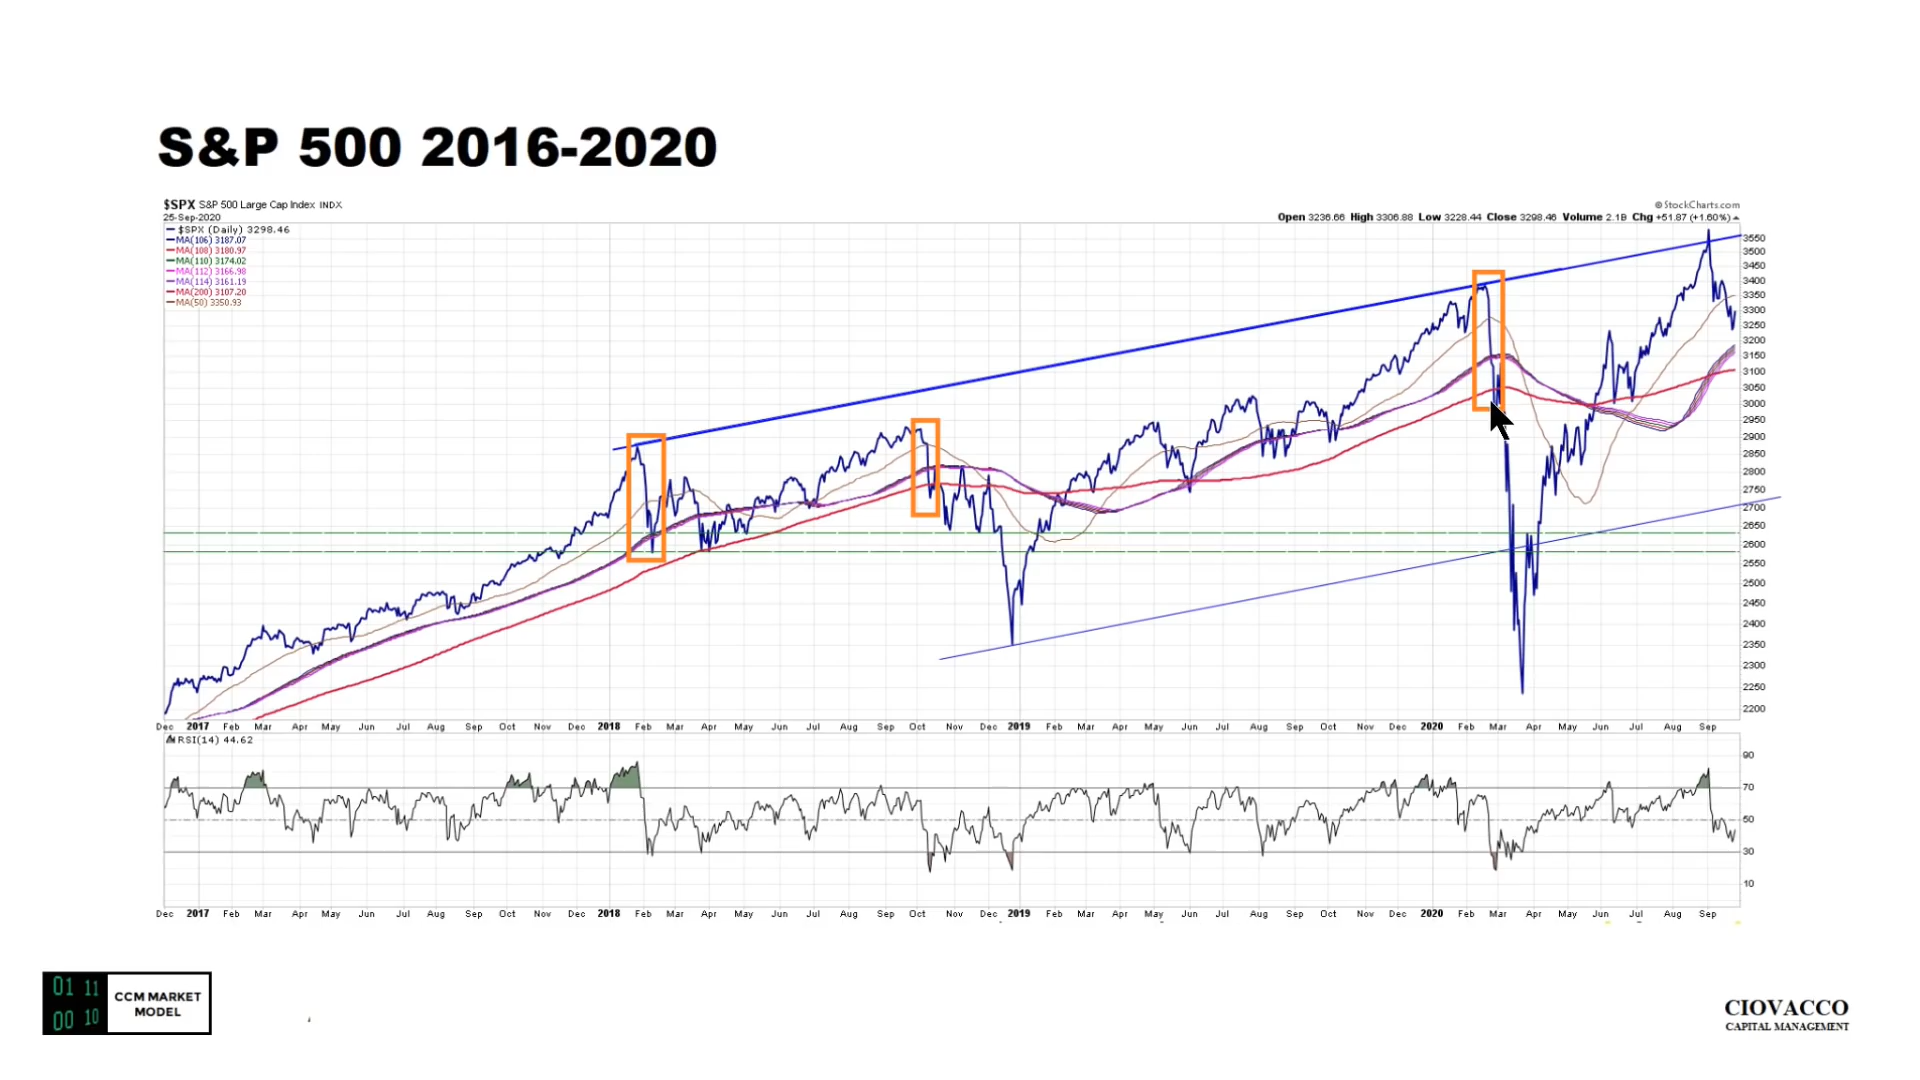 S&P 500 2016-2020
$SPX S&P 500 Large Cap Index INDX
© StockCharts.com
25-Sep-2020
Open 3236.66 High 3306.88 Low 3228.44 Close 3298.46 Volume 2.1B Chg +51.87 (+1.60%)
$SPX (Daily) 3298.46
MA(106) 3187.07
MA(108) 3180.97
MA(110) 3174.02
MA(112) 3166.98
MA(114) 3161.19
MA(200) 3107.20
MA(50) 3350.93
3550
3500
3450
3400
3350
3300
3250
3200
3150
3100
3050
3000
2950
2900
2850
2800
2750
2700
2650
2600
2550
2500
2450
2400
2350
2300
2250
2200
Dec 2017 Feb Mar Apr May Jun Jul Aug Sep Oct Nov Dec 2018 Feb Mar Apr May Jun Jul Aug Sep Oct Nov Dec 2019 Feb Mar Apr May Jun Jul Aug Sep Oct Nov Dec 2020 Feb Mar Apr May Jun Jul Aug Sep
RSI(14) 44.62
90
70
50
30
10
Dec 2017 Feb Mar Apr May Jun Jul Aug Sep Oct Nov Dec 2018 Feb Mar Apr May Jun Jul Aug Sep Oct Nov Dec 2019 Feb Mar Apr May Jun Jul Aug Sep Oct Nov Dec 2020 Feb Mar Apr May Jun Jul Aug Sep
01 11
00 10
CCM MARKET
MODEL
CIOVACCO
CAPITAL MANAGEMENT